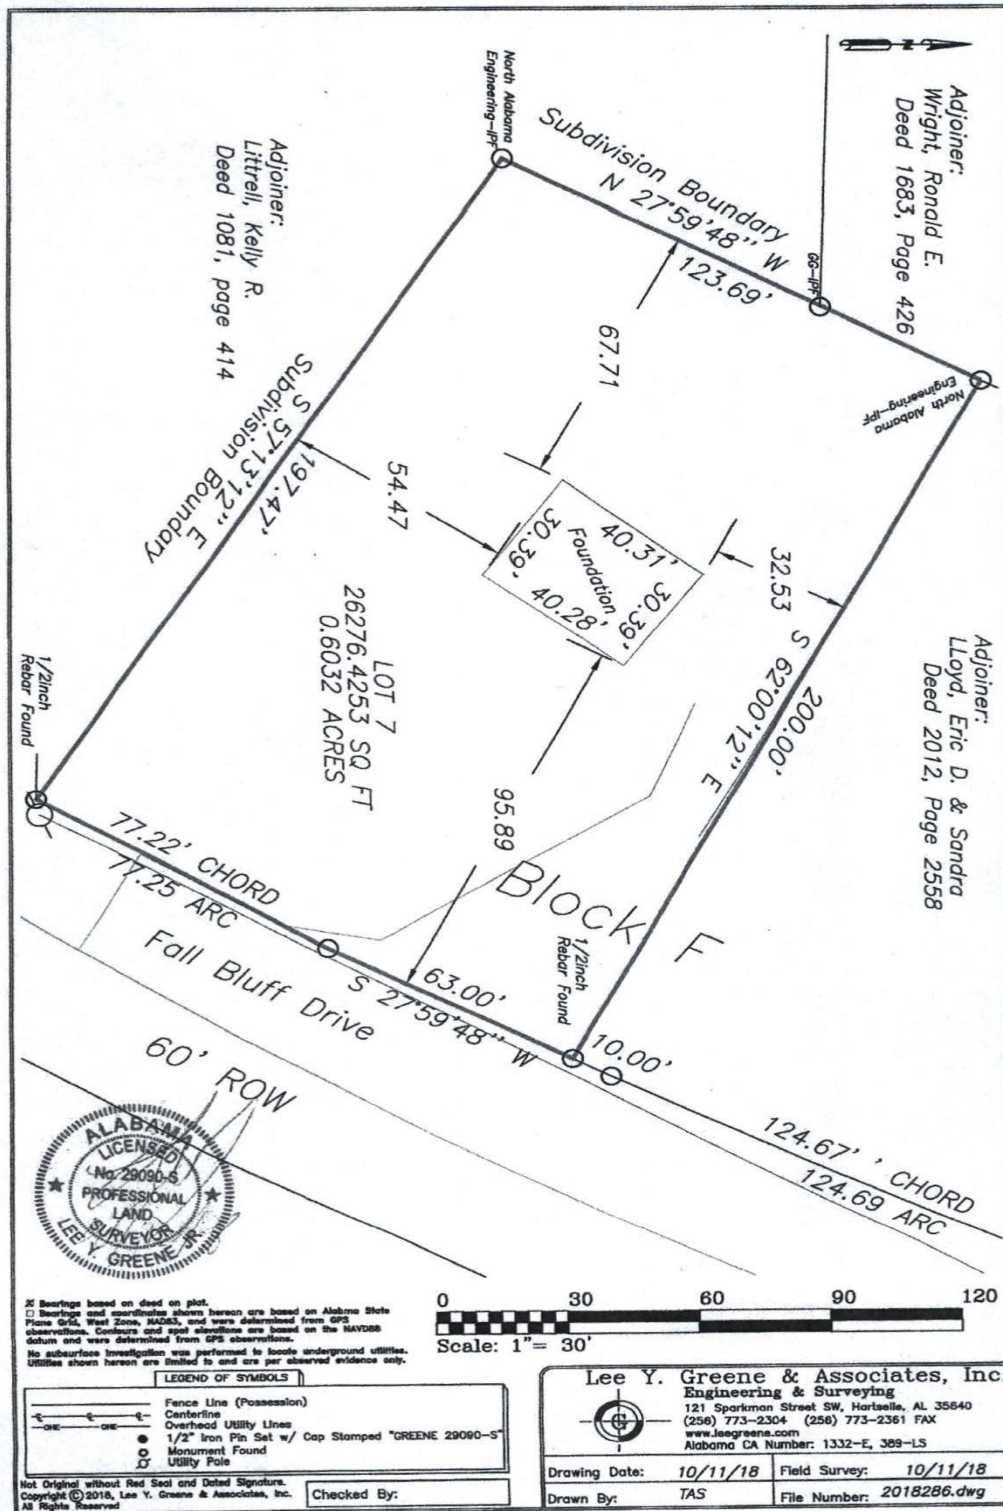 N
Adjoiner:
Wright, Ronald E.
Deed 1683, Page 426
North Alabama
Engineering-IPF
Subdivision Boundary
N 27°59'48" W
123.69'
GG-IPF
North Alabama
Engineering-IPF
Adjoiner:
Littrell, Kelly R.
Deed 1081, page 414
67.71
54.47
S 57°13'12" E
197.47'
Subdivision Boundary
40.31'
Foundation
30.39'
30.39'
40.28'
32.53
S 62°00'12" E
200.00'
Adjoiner:
LLoyd, Eric D. & Sandra
Deed 2012, Page 2558
LOT 7
26276.4253 SQ FT
0.6032 ACRES
95.89
Block F
1/2inch
Rebar Found
1/2inch
Rebar Found
77.22' CHORD
77.25 ARC
63.00'
S 27°59'48" W
10.00'
124.67' ' CHORD
124.69 ARC
Fall Bluff Drive
60' ROW
ALABAMA
LICENSED
No. 29090-S
PROFESSIONAL
LAND
SURVEYOR
LEE Y. GREENE JR.
Bearings based on deed on plat.
Bearings and coordinates shown hereon are based on Alabma State
Plane Grid, West Zone, NAD83, and were determined from GPS
observations. Contours and spot elevations are based on the NAVD88
datum and were determined from GPS observations.
No subsurface investigation was performed to locate underground utilities.
Utilities shown hereon are limited to and are per observed evidence only.
0 30 60 90 120
Scale: 1"= 30'
LEGEND OF SYMBOLS
Fence Line (Possession)
Centerline
OHE OHE Overhead Utility Lines
1/2" Iron Pin Set w/ Cap Stamped "GREENE 29090-S"
Monument Found
Utility Pole
Not Original without Red Seal and Dated Signature.
Copyright © 2018, Lee Y. Greene & Associates, Inc.
All Rights Reserved
Checked By:
Lee Y. Greene & Associates, Inc.
Engineering & Surveying
G
121 Sparkman Street SW, Hartselle, AL 35640
(256) 773-2304 (256) 773-2361 FAX
www.leegreene.com
Alabama CA Number: 1332-E, 389-LS
Drawing Date: 10/11/18
Field Survey: 10/11/18
Drawn By: TAS
File Number: 2018286.dwg